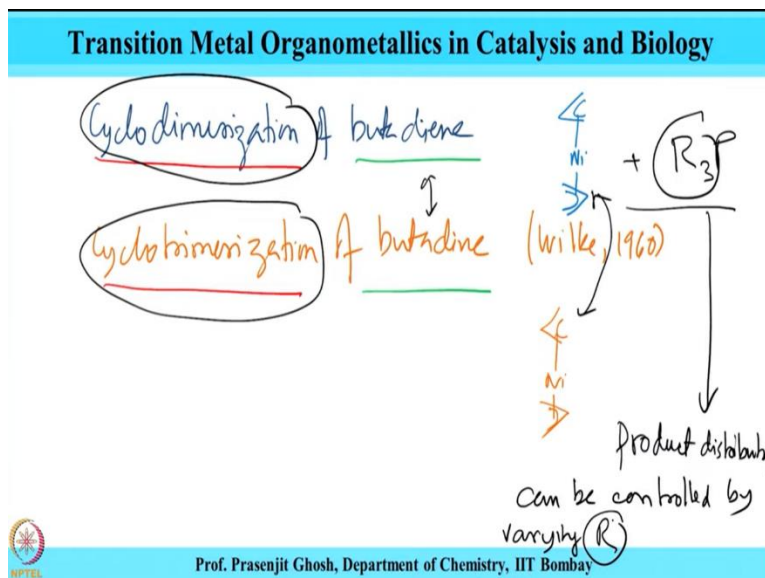 Transition Metal Organometallics in Catalysis and Biology
Cyclodimerization of butadiene
Ni
+ R3P
Cyclotrimerization of butadine (Wilke, 1960)
Ni
Product distribut
can be controlled by
varying R
NPTEL
Prof. Prasenjit Ghosh, Department of Chemistry, IIT Bombay